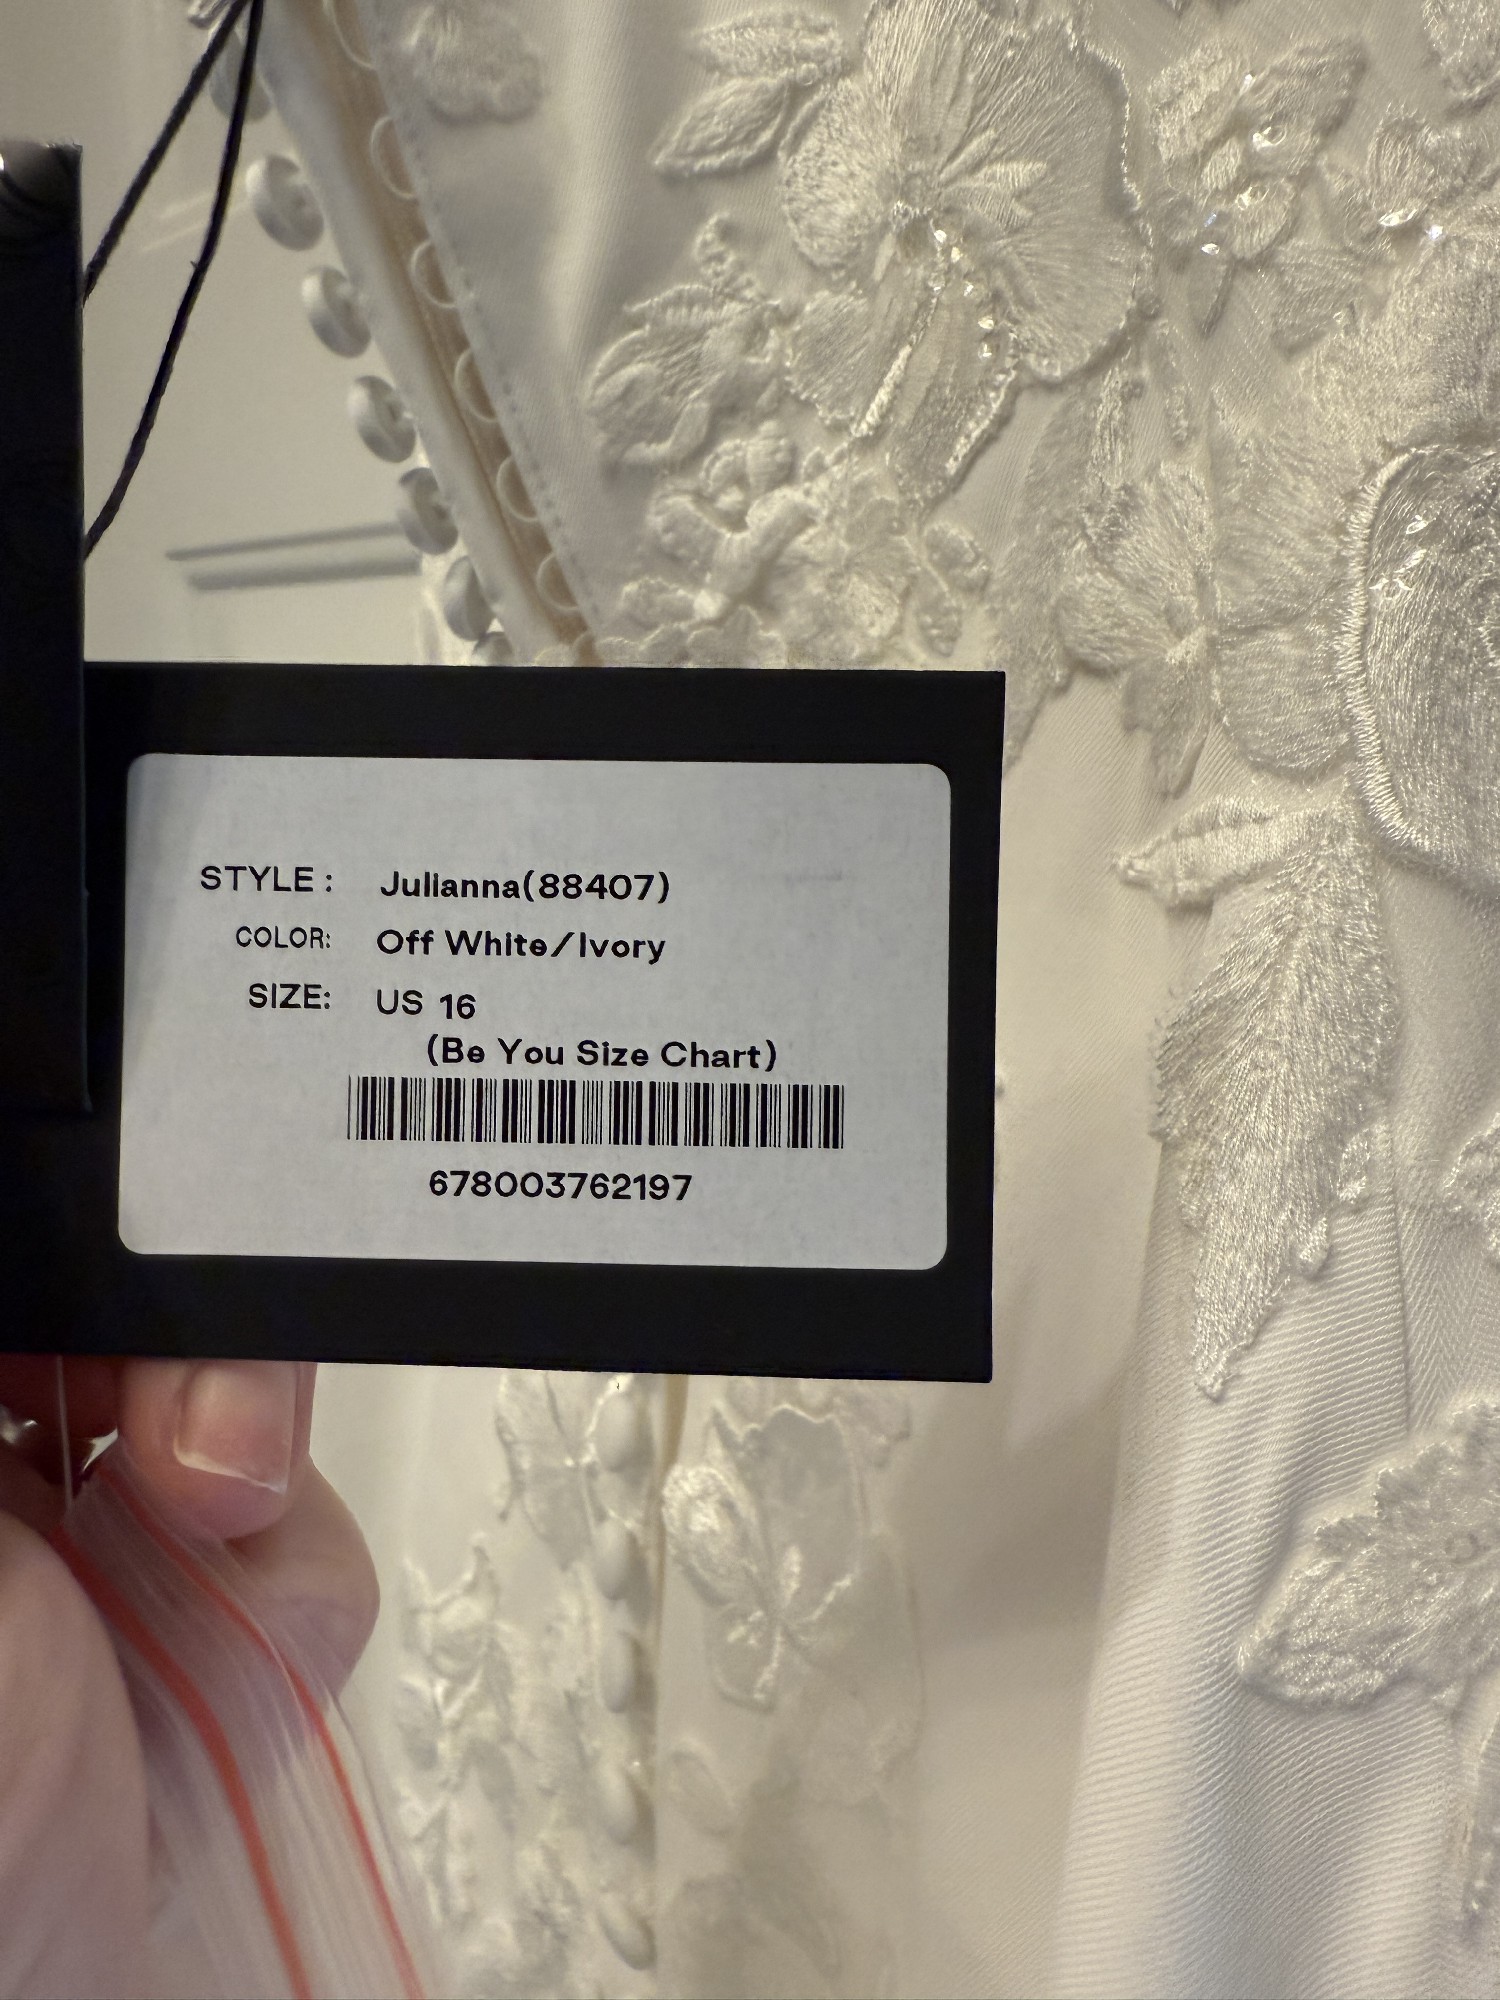 STYLE: Julianna(88407)
COLOR: Off White/Ivory
SIZE: US 16
(Be You Size Chart)
678003762197